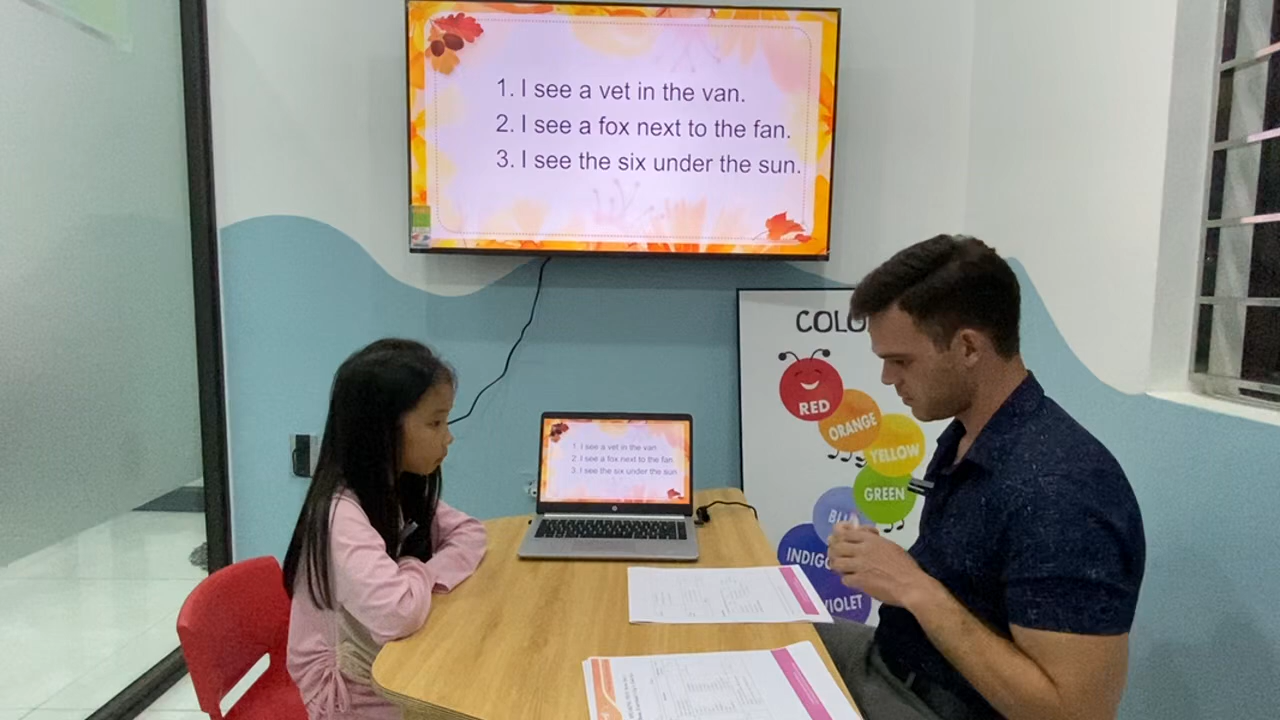 1. I see a vet in the van.
2. I see a fox next to the fan.
3. I see the six under the sun.
1. I see a vet in the van.
2. I see a fox next to the fan.
3. I see the six under the sun.
COLO
RED
ORANGE
YELLOW
GREEN
BLU
INDIGO
VIOLET